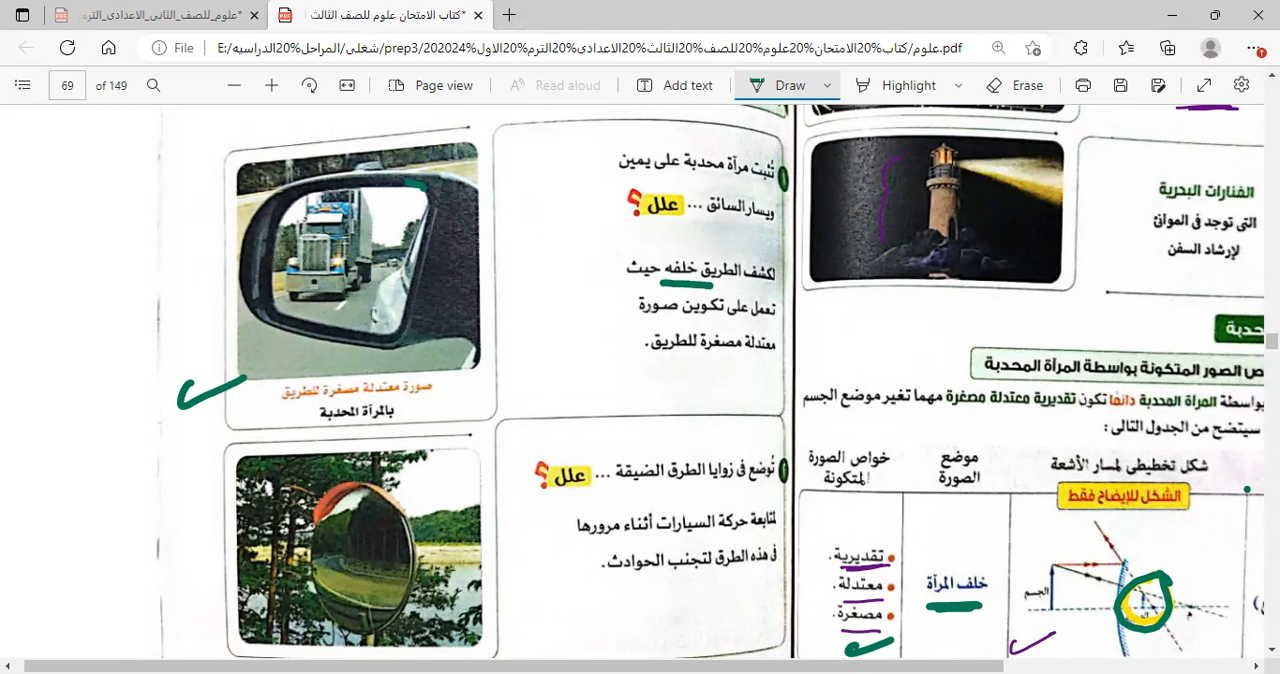 *علوم_للصف_الثانى_الاعدادى_التر
*كتاب الامتحان علوم للصف الثالث ا
File
E:/علوم/كتاب%20الامتحان%20علوم%20للصف%20الثالث%20الاعدادى%20الترم%20الاول%202024/prep3/شغلى/المراحل%20الدراسيه.pdf
69
of 149
Page view
Read aloud
Add text
Draw
Highlight
Erase
الفنارات البحرية
التى توجد فى الموانئ
لإرشاد السفن
حدبة
ص الصور المتكونة بواسطة المرآة المحدبة
بواسطة المرآة المحدبة دائمًا تكون تقديرية معتدلة مصغرة مهما تغير موضع الجسم
سيتضح من الجدول التالى :
شكل تخطيطى لمسار الأشعة
موضع الصورة
خواص الصورة المتكونة
الشكل للإيضاح فقط
الجسم
خلف المرآة
• تقديرية.
• معتدلة.
• مصغرة.
تُثبت مرآة محدبة على يمين
ويسار السائق ... علل ؟
لكشف الطريق خلفه حيث
تعمل على تكوين صورة
معتدلة مصغرة للطريق.
صورة معتدلة مصغرة للطريق
بالمرآة المحدبة
تُوضع فى زوايا الطرق الضيقة ... علل ؟
لمتابعة حركة السيارات أثناء مرورها
فى هذه الطرق لتجنب الحوادث.